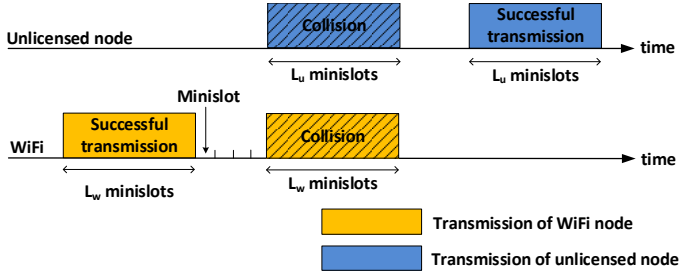 Collision
Successful
transmission
Unlicensed node
time
Lu minislots
Lu minislots
Minislot
Successful
transmission
Collision
WiFi
time
Lw minislots
Lw minislots
Transmission of WiFi node
Transmission of unlicensed node